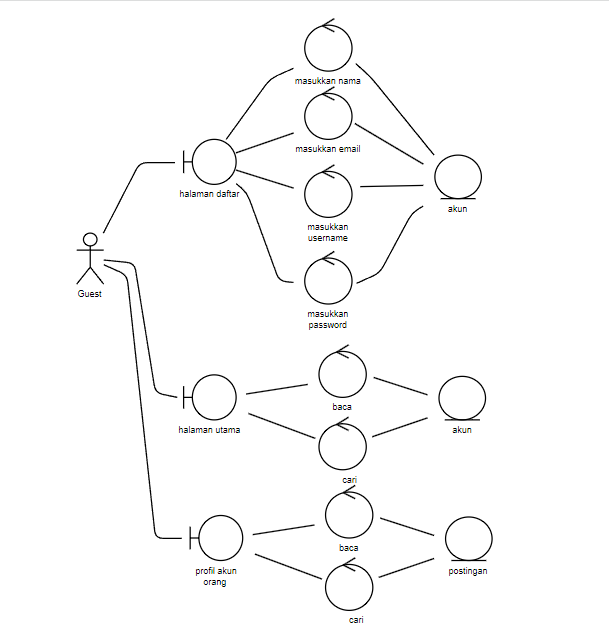 masukkan nama
masukkan email
halaman daftar
akun
masukkan
username
Guest
masukkan
password
baca
halaman utama
akun
cari
baca
profil akun
orang
postingan
cari